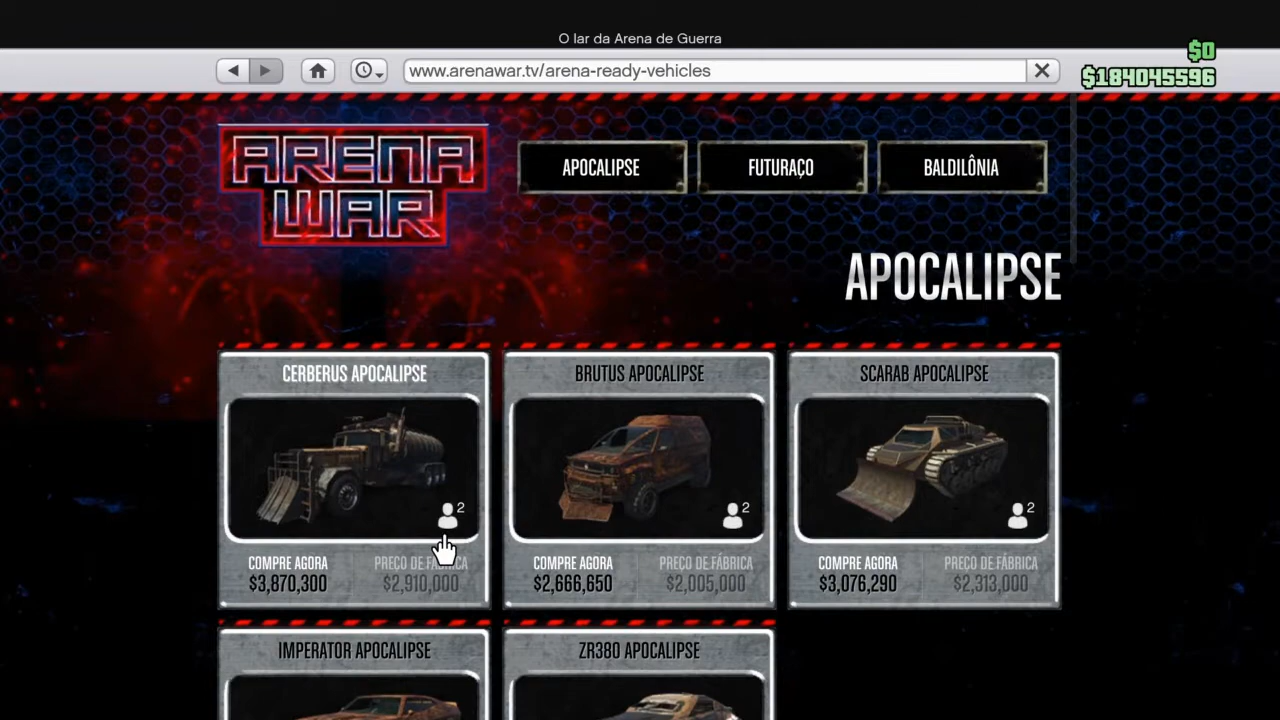 O lar da Arena de Guerra
www.arenawar.tv/arena-ready-vehicles
$0
$184045596
ARENA
WAR
APOCALIPSE
FUTURAÇO
BALDILÔNIA
APOCALIPSE
CERBERUS APOCALIPSE
BRUTUS APOCALIPSE
SCARAB APOCALIPSE
2
2
2
COMPRE AGORA
$3,870,300
PREÇO DE FÁBRICA
$2,910,000
COMPRE AGORA
$2,666,650
PREÇO DE FÁBRICA
$2,005,000
COMPRE AGORA
$3,076,290
PREÇO DE FÁBRICA
$2,313,000
IMPERATOR APOCALIPSE
ZR380 APOCALIPSE